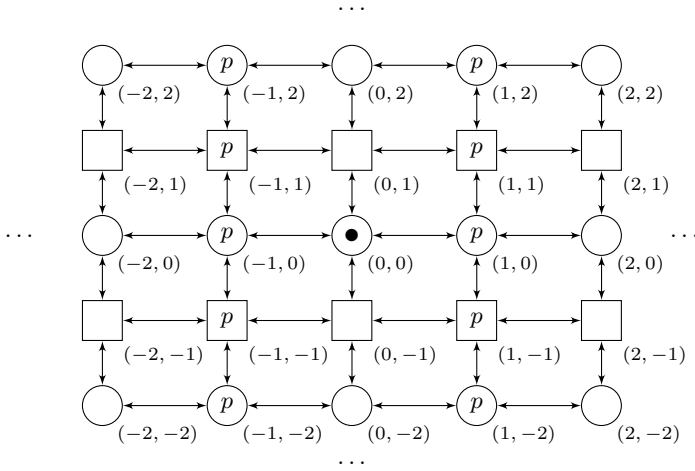 ...
p p
(−2, 2) (−1, 2) (0, 2) (1, 2) (2, 2)
p p
(−2, 1) (−1, 1) (0, 1) (1, 1) (2, 1)
... p p ...
(−2, 0) (−1, 0) (0, 0) (1, 0) (2, 0)
p p
(−2, −1) (−1, −1) (0, −1) (1, −1) (2, −1)
p p
(−2, −2) (−1, −2) (0, −2) (1, −2) (2, −2)
...